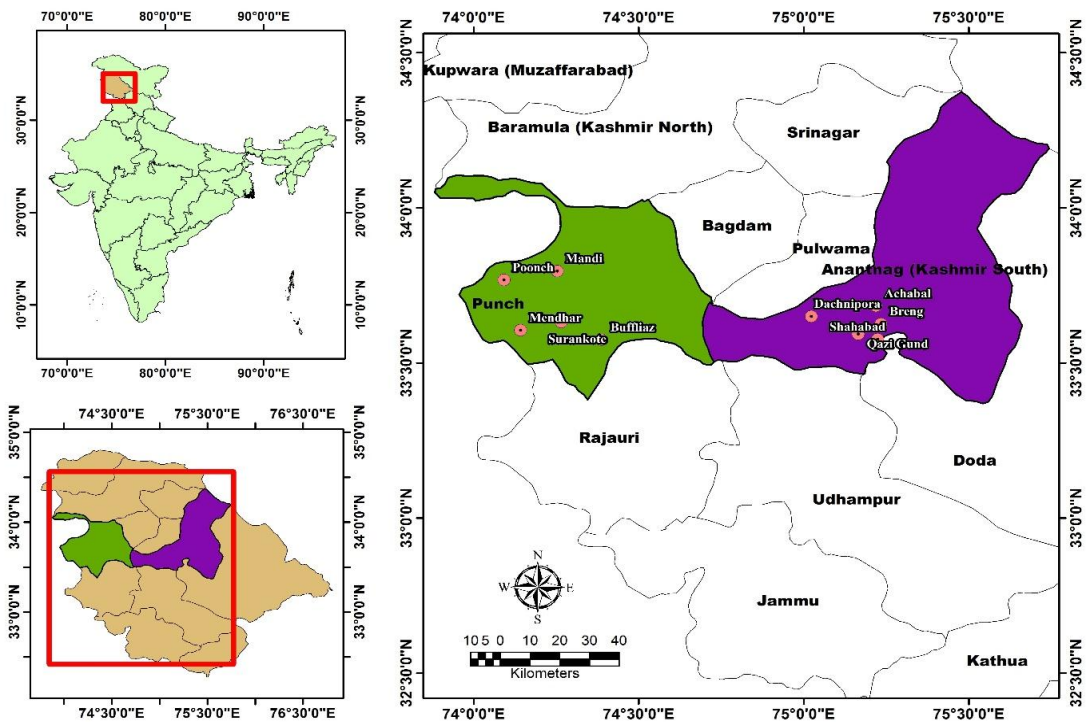 70°0'0"E 80°0'0"E 90°0'0"E
30°0'0"N
20°0'0"N
10°0'0"N
30°0'0"N
20°0'0"N
10°0'0"N
70°0'0"E 80°0'0"E 90°0'0"E
74°30'0"E 75°30'0"E 76°30'0"E
35°0'0"N
34°0'0"N
33°0'0"N
35°0'0"N
34°0'0"N
33°0'0"N
74°30'0"E 75°30'0"E 76°30'0"E
74°0'0"E 74°30'0"E 75°0'0"E 75°30'0"E
34°30'0"N
34°0'0"N
33°30'0"N
33°0'0"N
32°30'0"N
Kupwara (Muzaffarabad)
Baramula (Kashmir North)
Srinagar
Bagdam
Pulwama
Anantnag (Kashmir South)
Poonch
Mandi
Punch
Mendhar
Surankote
Buffliaz
Achabal
Dachnipora
Breng
Shahabad
Qazi Gund
Rajauri
Doda
Udhampur
Jammu
Kathua
N
W E
S
10 5 0 10 20 30 40
Kilometers
34°30'0"N
34°0'0"N
33°30'0"N
33°0'0"N
32°30'0"N
74°0'0"E 74°30'0"E 75°0'0"E 75°30'0"E